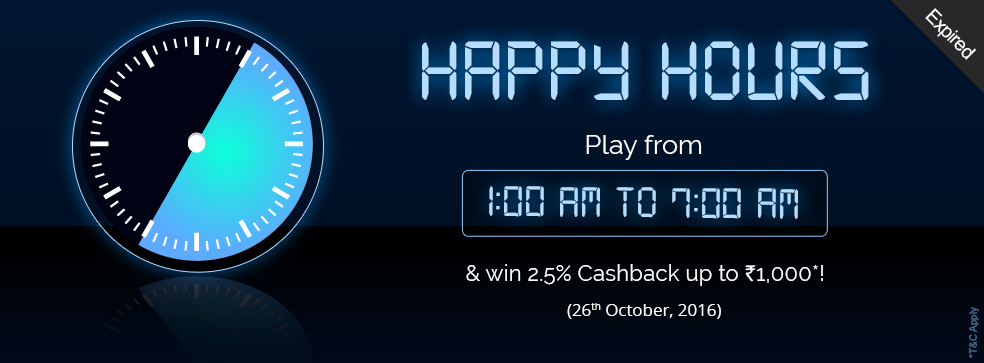 Expired
HAPPY HOURS
Play from
1:00 AM TO 7:00 AM
& win 2.5% Cashback up to ₹1,000*!
(26th October, 2016)
*T&C Apply